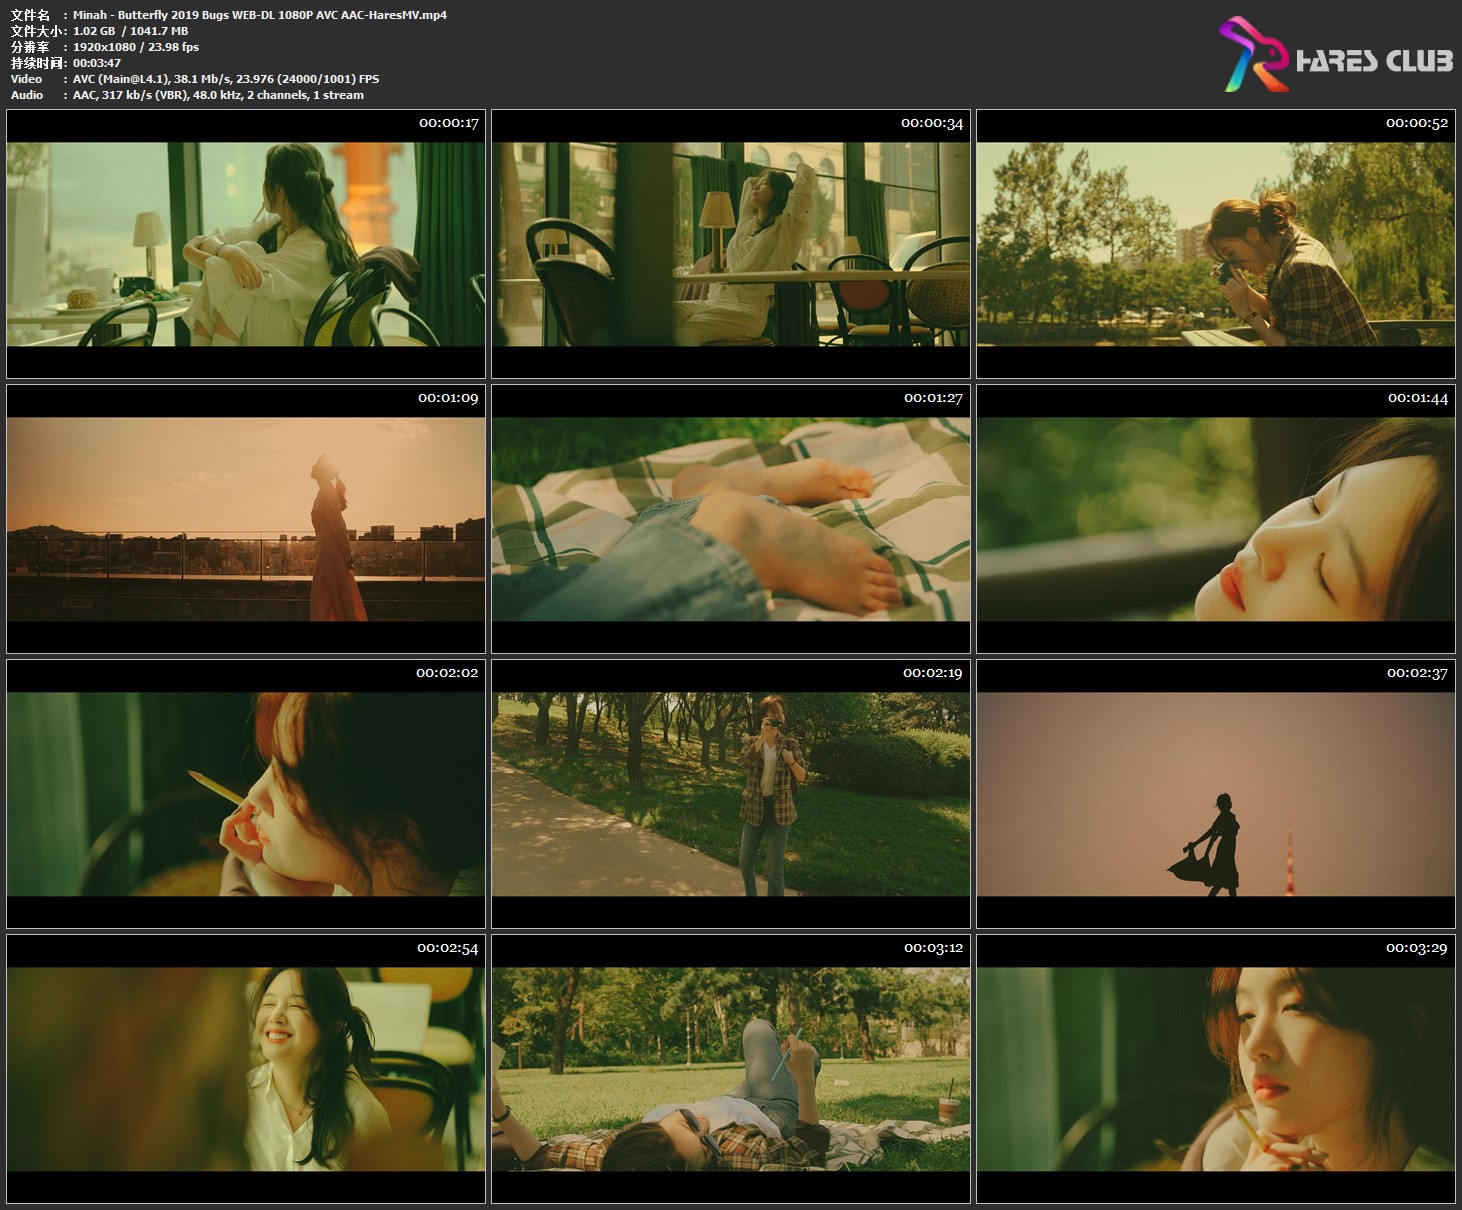 文件名 : Minah - Butterfly 2019 Bugs WEB-DL 1080P AVC AAC-HaresMV.mp4
文件大小: 1.02 GB / 1041.7 MB
分辨率 : 1920x1080 / 23.98 fps
持续时间: 00:03:47
Video : AVC (Main@L4.1), 38.1 Mb/s, 23.976 (24000/1001) FPS
Audio : AAC, 317 kb/s (VBR), 48.0 kHz, 2 channels, 1 stream
HARES CLUB
00:00:17
00:00:34
00:00:52
00:01:09
00:01:27
00:01:44
00:02:02
00:02:19
00:02:37
00:02:54
00:03:12
00:03:29